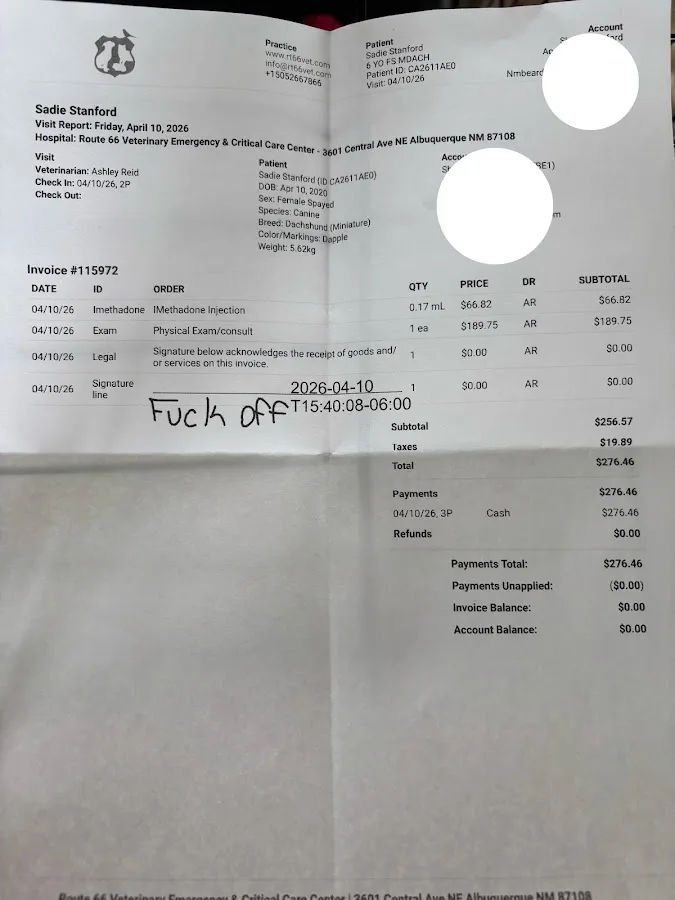 Practice
www.rt66vet.com
info@rt66vet.com
+15052667866
Patient
Sadie Stanford
6 YO FS MDACH
Patient ID: CA2611AE0
Visit: 04/10/26
Account
Nmbeard
Sadie Stanford
Visit Report: Friday, April 10, 2026
Hospital: Route 66 Veterinary Emergency & Critical Care Center - 3601 Central Ave NE Albuquerque NM 87108
Visit
Veterinarian: Ashley Reid
Check In: 04/10/26, 2P
Check Out:
Patient
Sadie Stanford (ID CA2611AE0)
DOB: Apr 10, 2020
Sex: Female Spayed
Species: Canine
Breed: Dachshund (Miniature)
Color/Markings: Dapple
Weight: 5.62kg
Invoice #115972
DATE ID ORDER QTY PRICE DR SUBTOTAL
04/10/26 Imethadone IMethadone Injection 0.17 mL $66.82 AR $66.82
04/10/26 Exam Physical Exam/consult 1 ea $189.75 AR $189.75
04/10/26 Legal Signature below acknowledges the receipt of goods and/ 1 $0.00 AR $0.00
or services on this invoice.
04/10/26 Signature 2026-04-10 1 $0.00 AR $0.00
line
Fuck off T15:40:08-06:00
Subtotal $256.57
Taxes $19.89
Total $276.46
Payments $276.46
04/10/26, 3P Cash $276.46
Refunds $0.00
Payments Total: $276.46
Payments Unapplied: ($0.00)
Invoice Balance: $0.00
Account Balance: $0.00
Route 66 Veterinary Emergency & Critical Care Center | 3601 Central Ave NE Albuquerque NM 87108